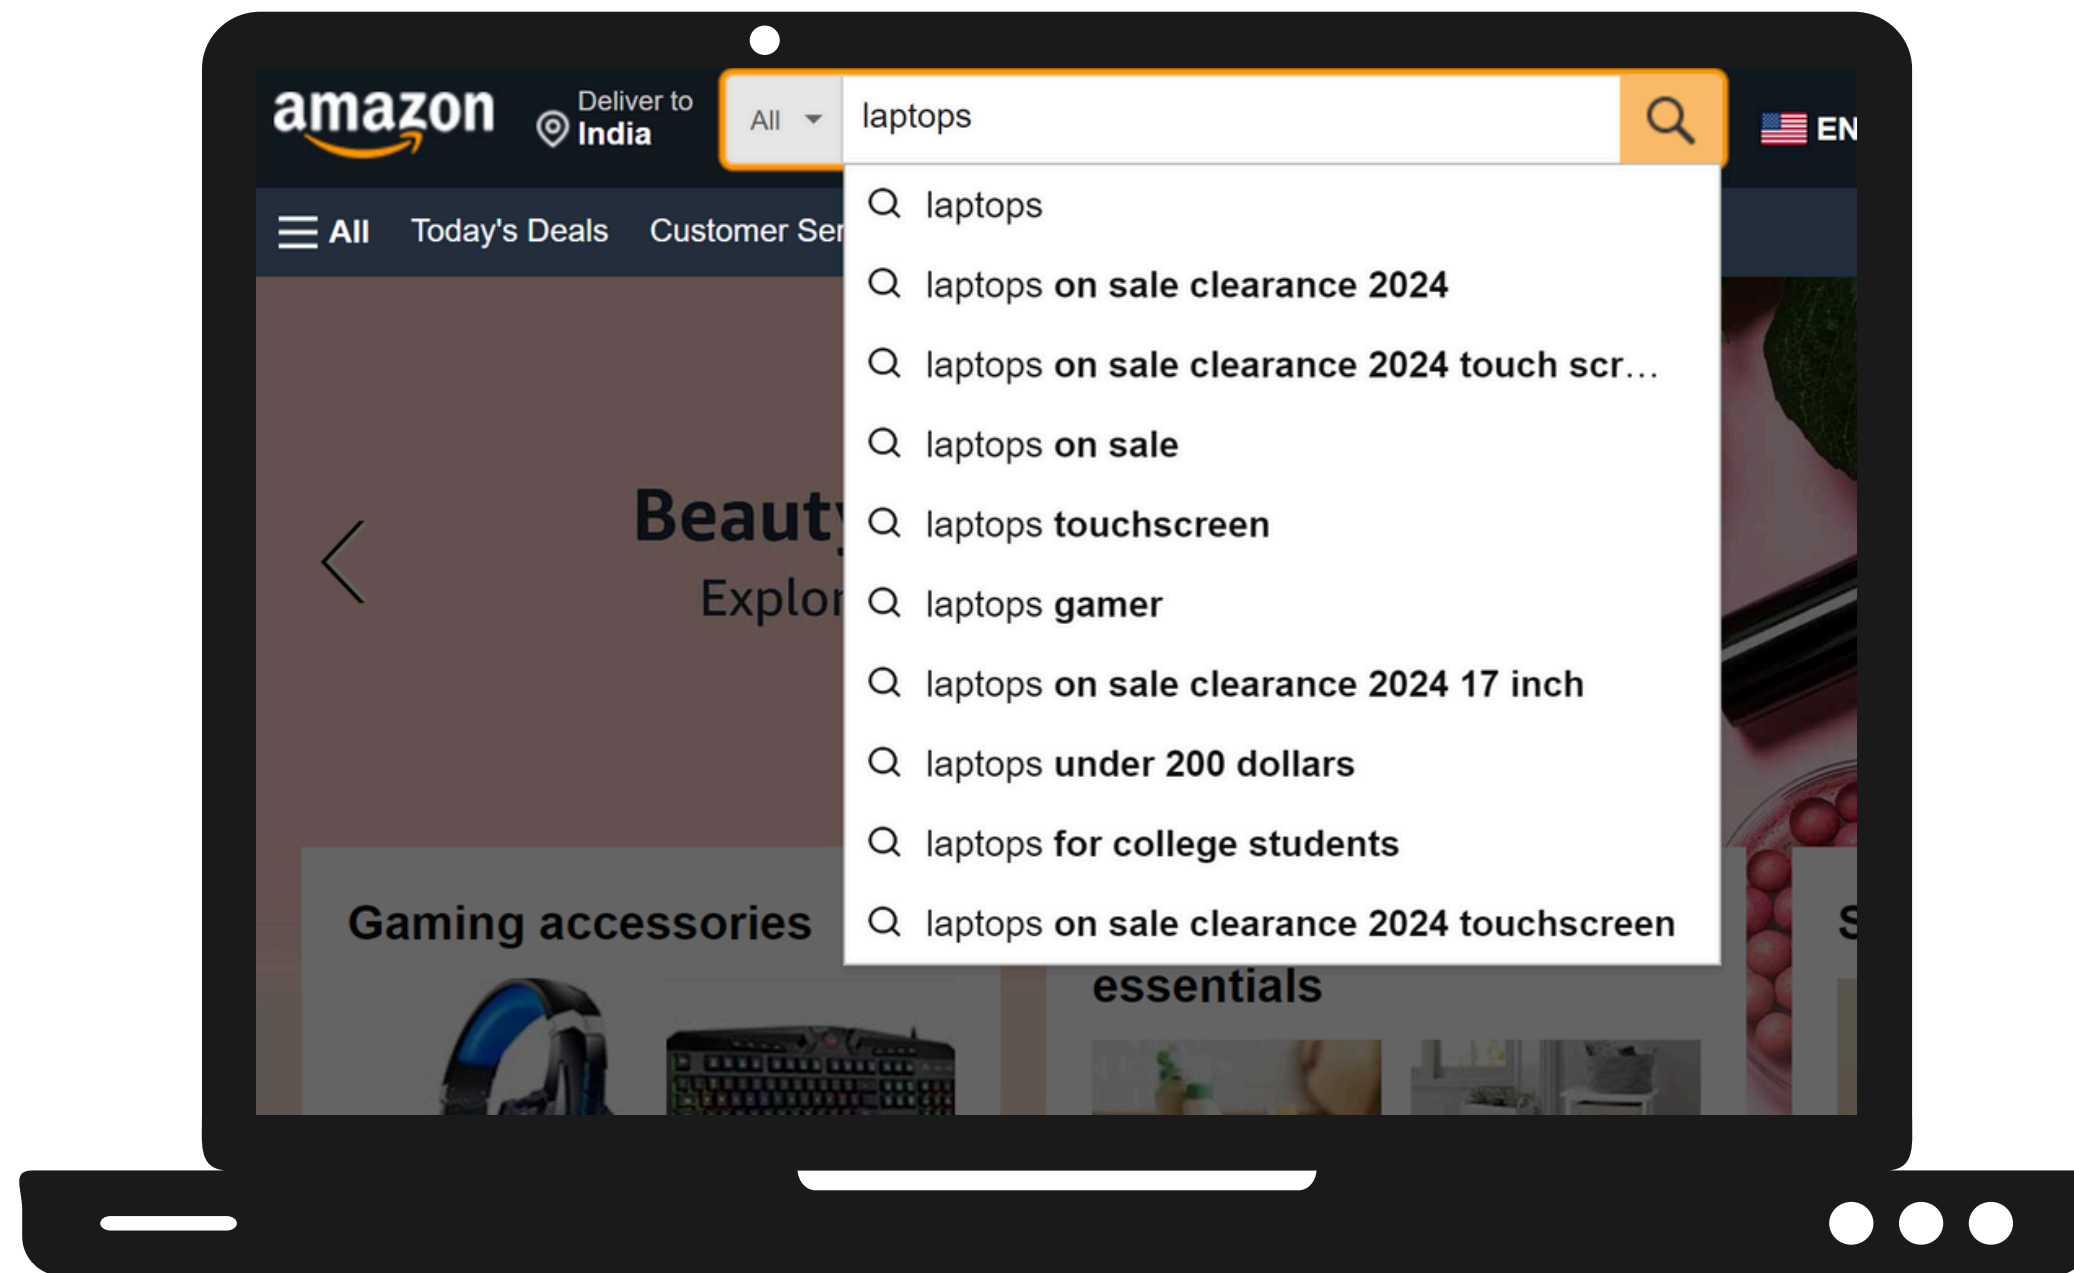 amazon
Deliver to
India
All
laptops
EN
All
Today's Deals
Customer Ser
laptops
laptops on sale clearance 2024
laptops on sale clearance 2024 touch scr…
laptops on sale
laptops touchscreen
laptops gamer
laptops on sale clearance 2024 17 inch
laptops under 200 dollars
laptops for college students
laptops on sale clearance 2024 touchscreen
Beauty
Explor
Gaming accessories
essentials
S